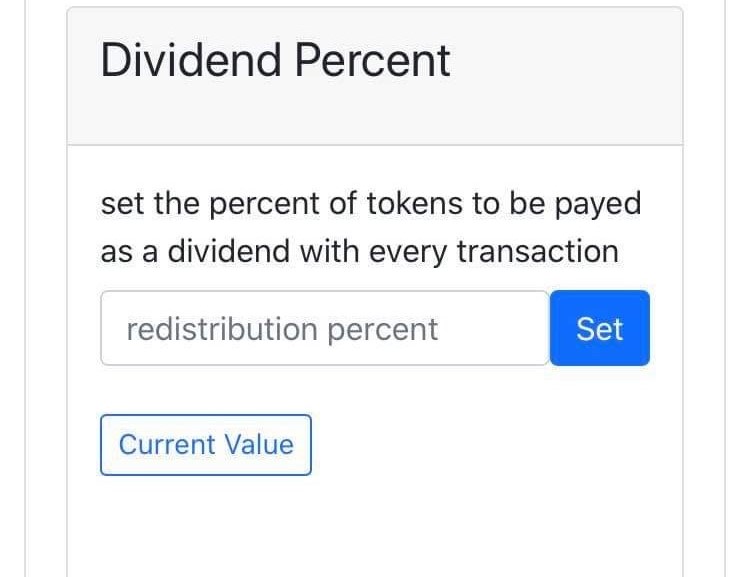 Dividend Percent
set the percent of tokens to be payed
as a dividend with every transaction
redistribution percent
Set
Current Value